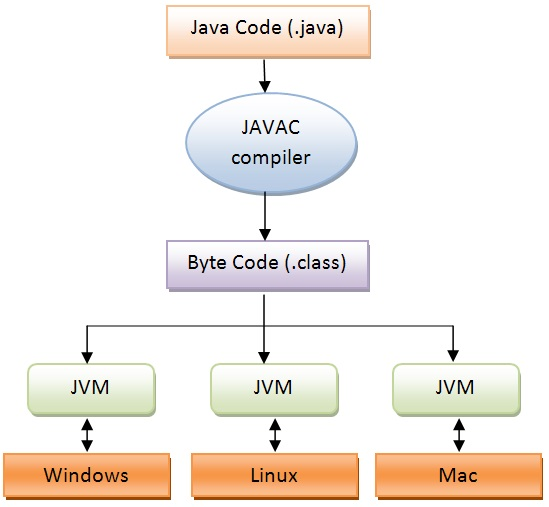 Java Code (.java)
JAVAC
compiler
Byte Code (.class)
JVM
JVM
JVM
Windows
Linux
Mac